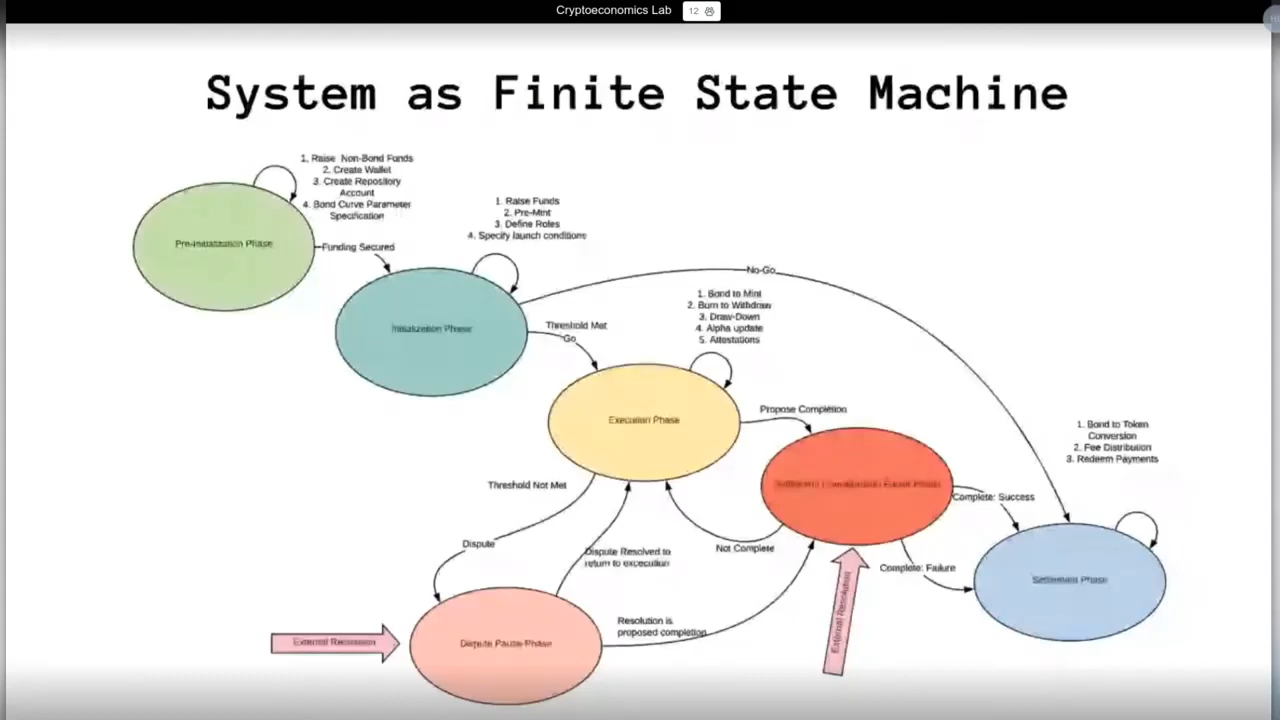 Cryptoeconomics Lab
12
System as Finite State Machine
1. Raise Non-Bond Funds
2. Create Wallet
3. Create Repository
Account
4. Bond Curve Parameter
Specification
Pre-Initialization Phase
Funding Secured
1. Raise Funds
2. Pre-Mint
3. Define Roles
4. Specify launch conditions
Initialization Phase
No-Go
Threshold Met
Go
1. Bond to Mint
2. Burn to Withdraw
3. Draw-Down
4. Alpha update
5. Attestations
Execution Phase
Propose Completion
1. Bond to Token
Conversion
2. Fee Distribution
3. Redeem Payments
Threshold Not Met
Pause Phase
Complete: Success
Dispute
Dispute Resolved to
return to excecution
Not Complete
Complete: Failure
Settlement Phase
External Resolution
Resolution is
proposed completion
External Resolution
Dispute Pause Phase